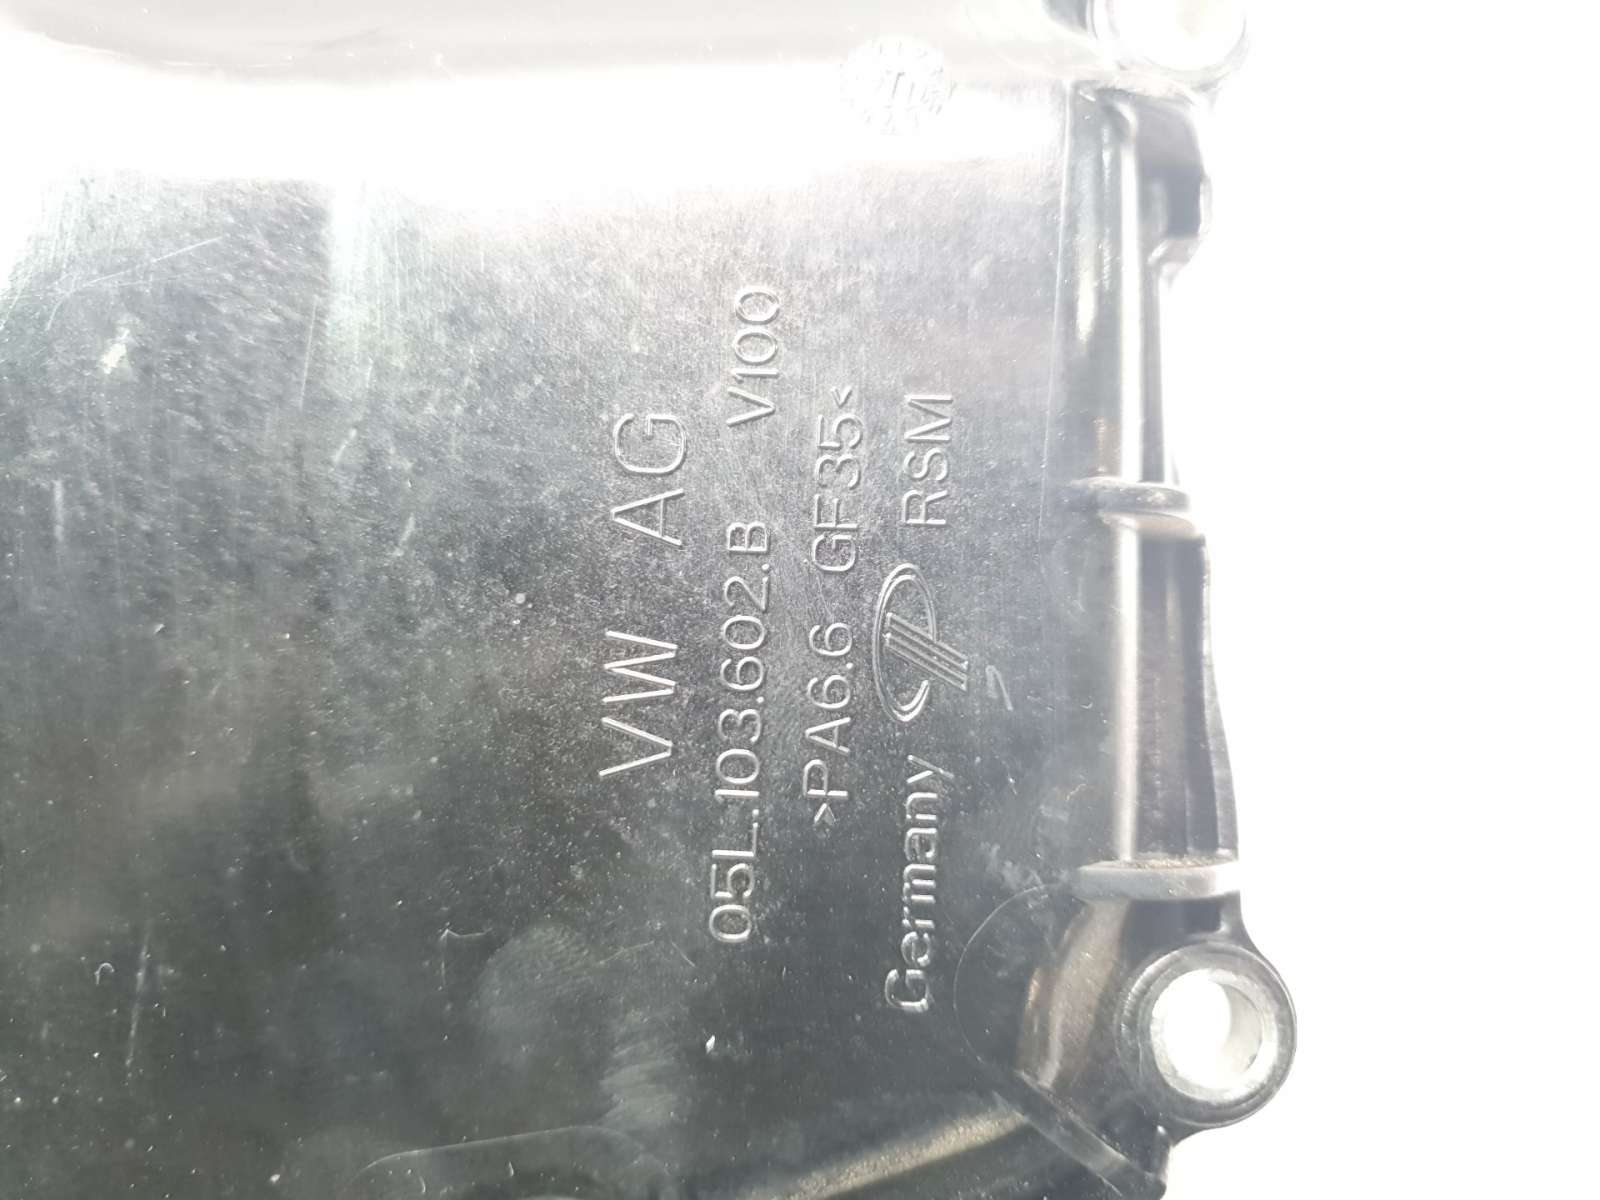 VW AG
05L.103.602.B V100
>PA6.6 GF35<
Germany RSM